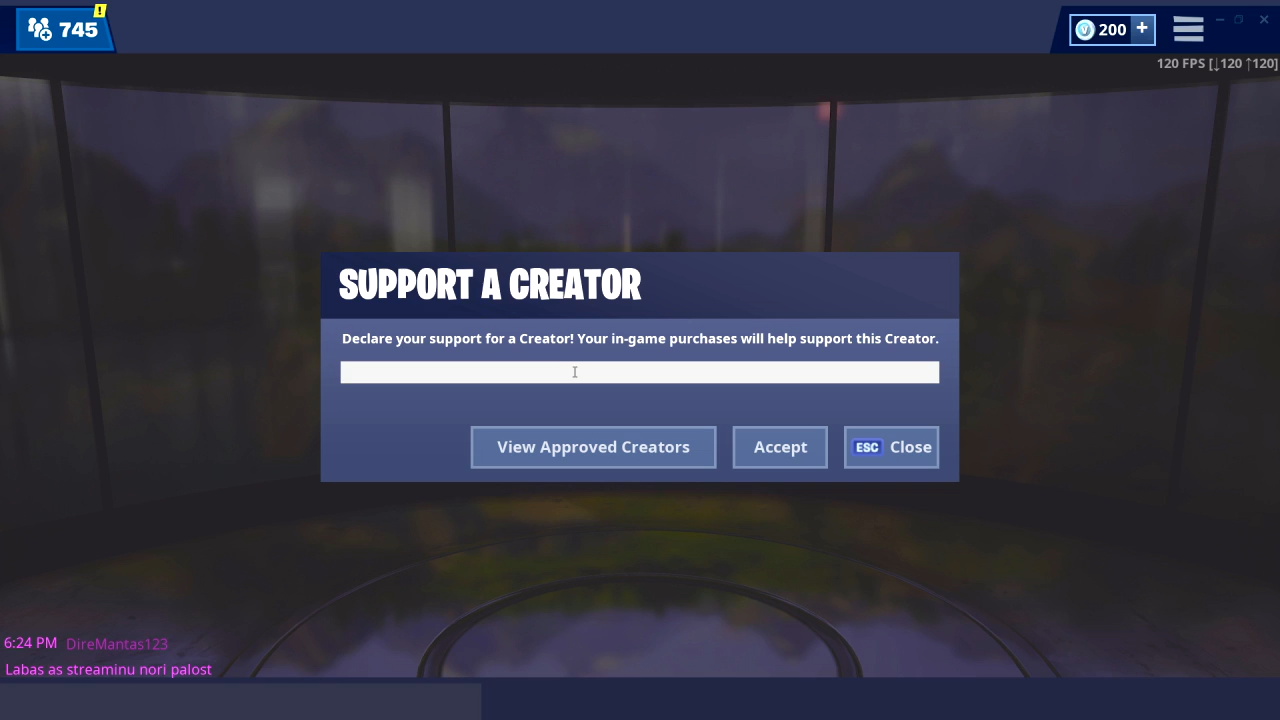 745
!
200 +
120 FPS [↓120 ↑120]
SUPPORT A CREATOR
Declare your support for a Creator! Your in-game purchases will help support this Creator.
View Approved Creators
Accept
ESC Close
6:24 PM DireMantas123
Labas as streaminu nori palost